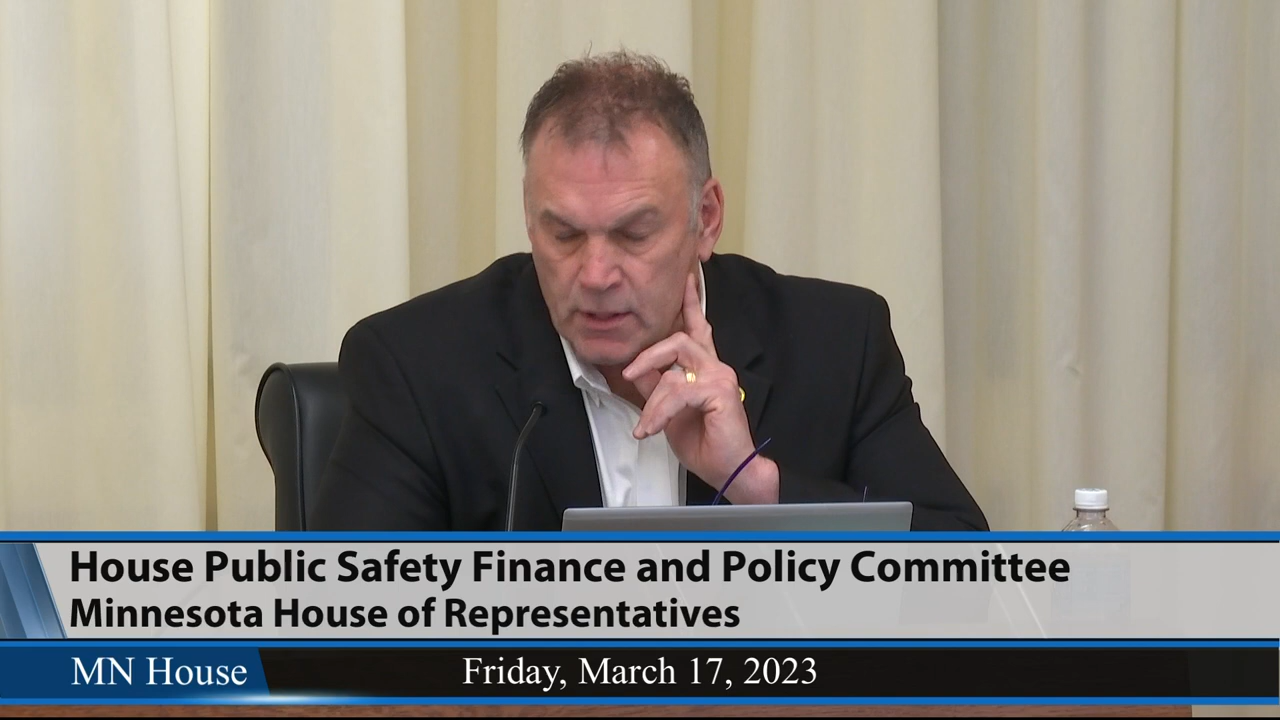 House Public Safety Finance and Policy Committee
Minnesota House of Representatives
MN House
Friday, March 17, 2023